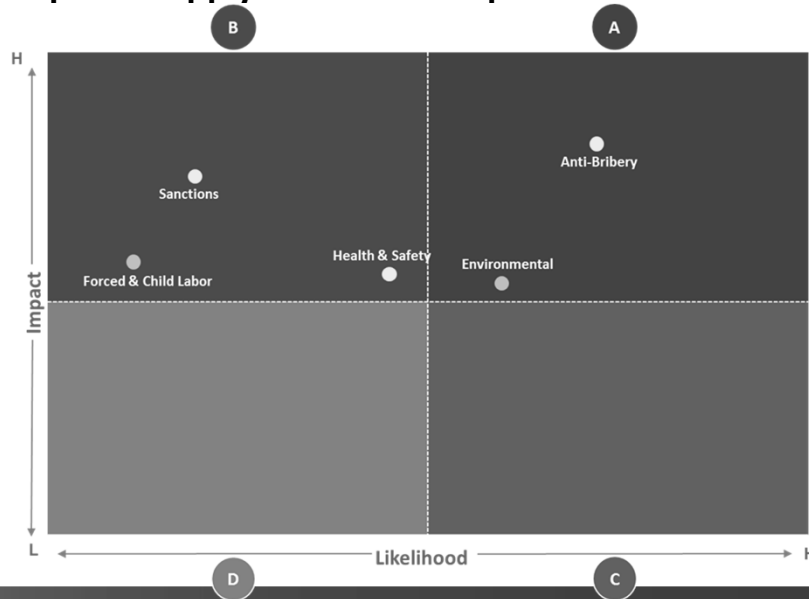 B
A
H
Anti-Bribery
Sanctions
Health & Safety
Environmental
Forced & Child Labor
Impact
L
Likelihood
H
D
C